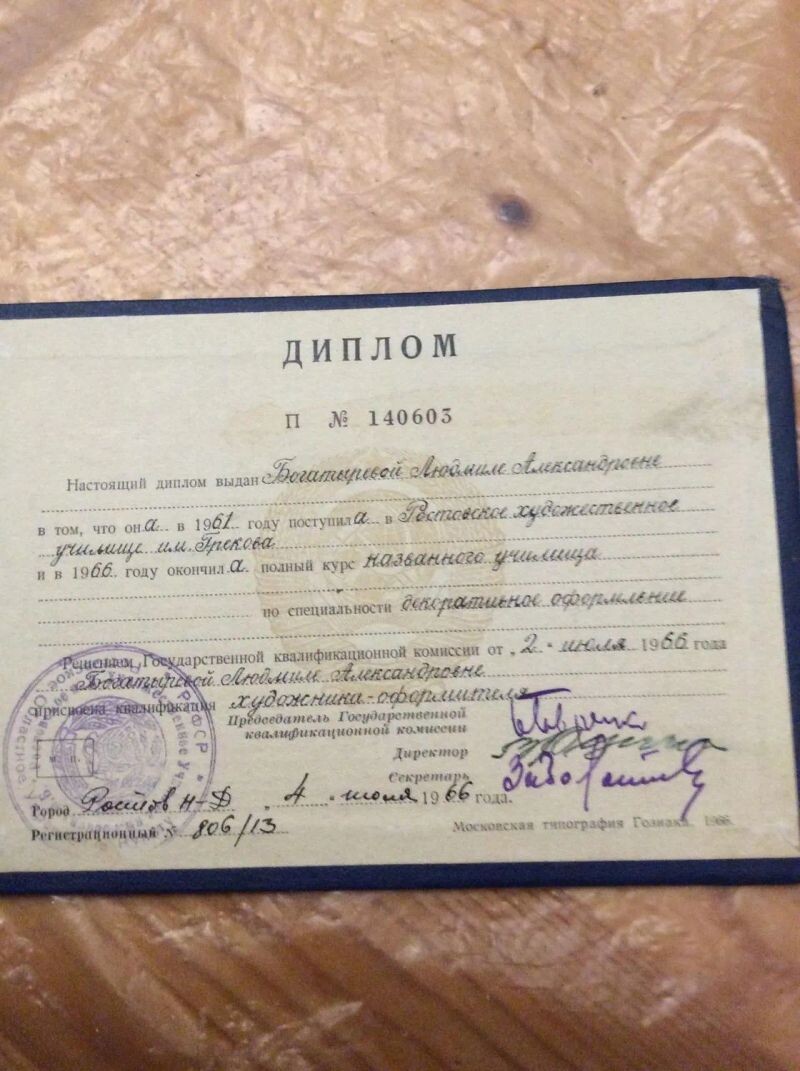 ДИПЛОМ
П № 140603
Настоящий диплом выдан Богатыревой Людмиле Александровне
в том, что она в 1961 году поступила в Ростовское художественное
училище им. Грекова
и в 1966 году окончила полный курс названного училища
по специальности декоративное оформление
Решением Государственной квалификационной комиссии от „2" июля 1966 года
Богатыревой Людмиле Александровне
присвоена квалификация художника-оформителя
Председатель Государственной
квалификационной комиссии
Директор
Секретарь
М. П.
Город Ростов н-Д „4" июля 1966 года.
Регистрационный № 806/13
Московская типография Гознака. 1966.